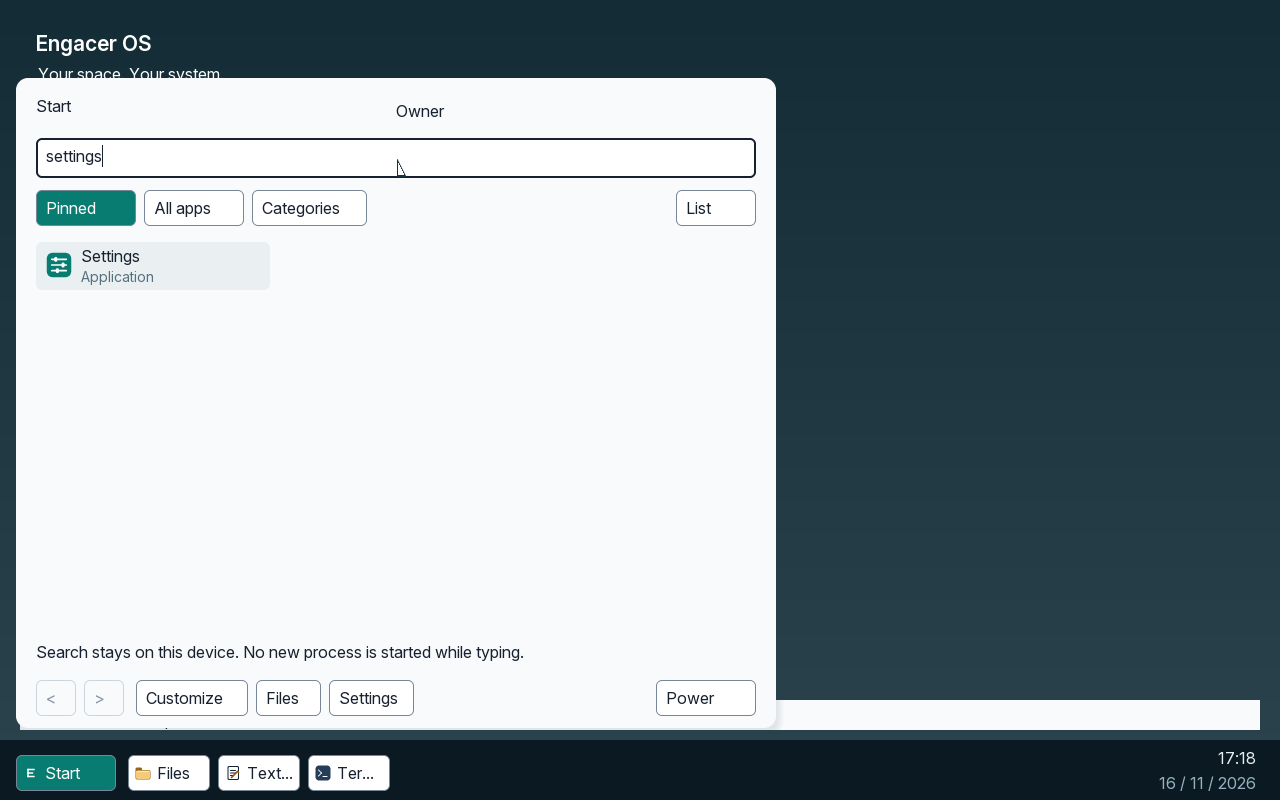 Engacer OS
Your space. Your system
Start
Owner
settings
Pinned
All apps
Categories
List
Settings
Application
Search stays on this device. No new process is started while typing.
<
>
Customize
Files
Settings
Power
Start
Files
Text...
Ter...
17:18
16 / 11 / 2026